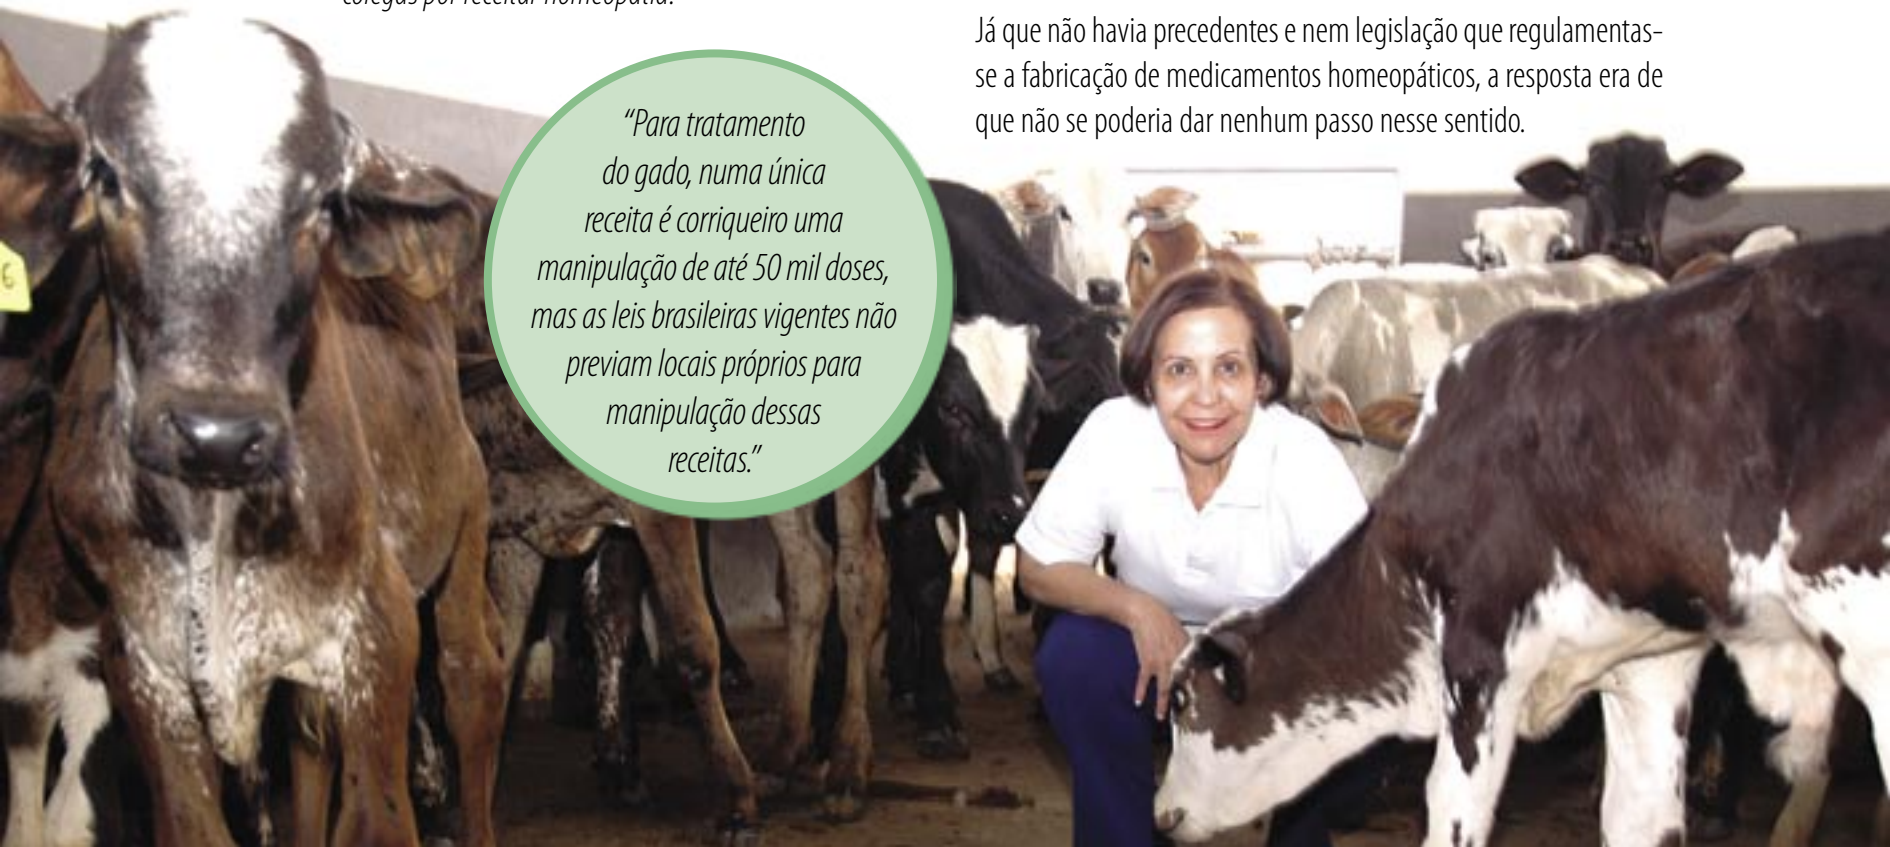 colegas por receitar homeopatia.
“Para tratamento
do gado, numa única
receita é corriqueiro uma
manipulação de até 50 mil doses,
mas as leis brasileiras vigentes não
previam locais próprios para
manipulação dessas
receitas.”
Já que não havia precedentes e nem legislação que regulamentas-
se a fabricação de medicamentos homeopáticos, a resposta era de
que não se poderia dar nenhum passo nesse sentido.
6